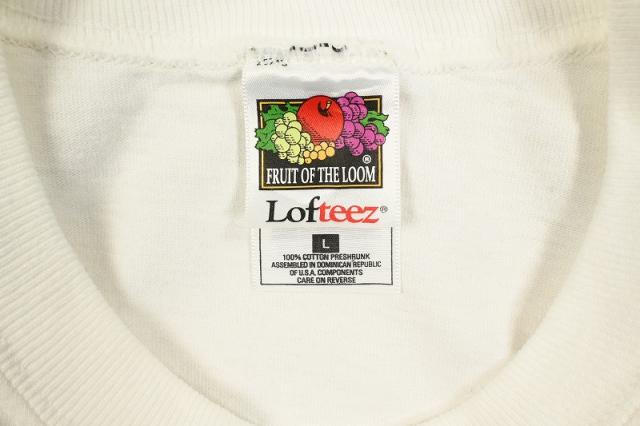 FRUIT OF THE LOOM ®
Lofteez ®
L
100% COTTON PRESHRUNK
ASSEMBLED IN DOMINICAN REPUBLIC
OF U.S.A. COMPONENTS
CARE ON REVERSE